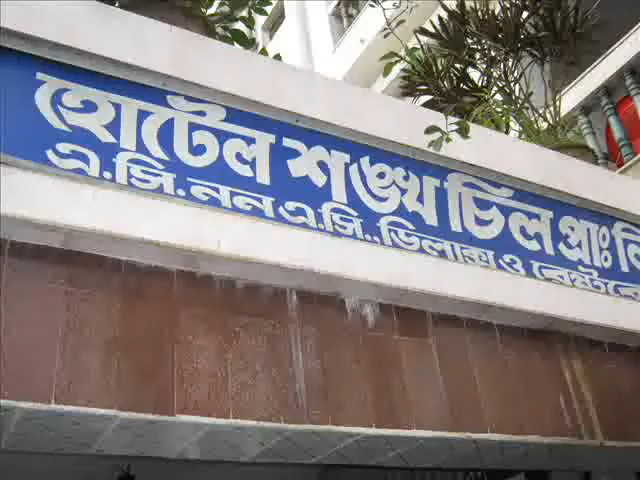 হোটেল শঙ্খ চিল প্রাঃ লি
এ.সি. নন এ.সি., ডিলাক্স ও